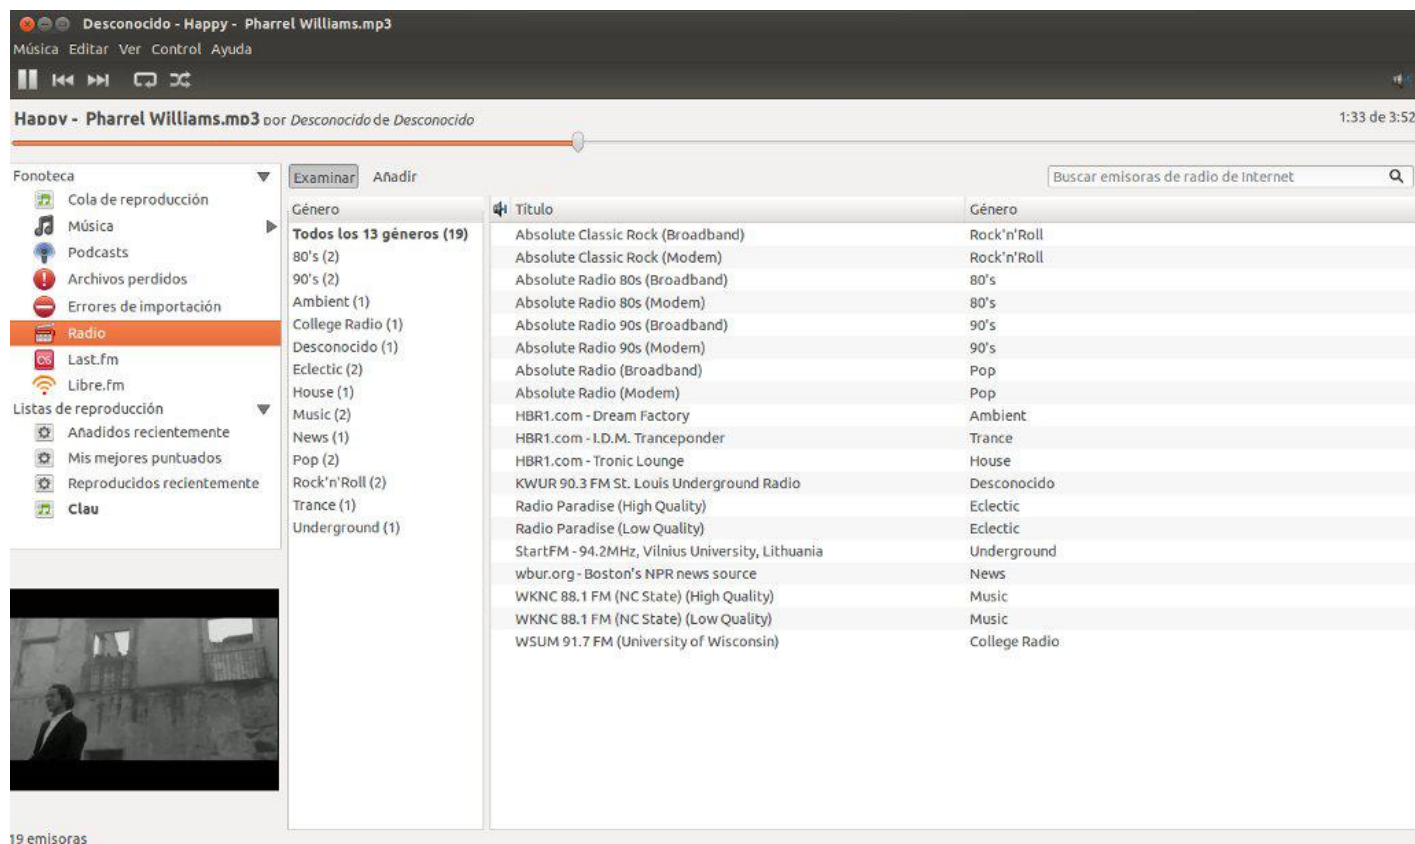 Desconocido - Happy - Pharrel Williams.mp3
Música Editar Ver Control Ayuda
Happy - Pharrel Williams.mp3 por Desconocido de Desconocido
1:33 de 3:52
Fonoteca
Cola de reproducción
Música
Podcasts
Archivos perdidos
Errores de importación
Radio
Last.fm
Libre.fm
Listas de reproducción
Añadidos recientemente
Mis mejores puntuados
Reproducidos recientemente
Clau
19 emisoras
Examinar Añadir
Buscar emisoras de radio de Internet
Género
Todos los 13 géneros (19)
80's (2)
90's (2)
Ambient (1)
College Radio (1)
Desconocido (1)
Eclectic (2)
House (1)
Music (2)
News (1)
Pop (2)
Rock'n'Roll (2)
Trance (1)
Underground (1)
Título Género
Absolute Classic Rock (Broadband) Rock'n'Roll
Absolute Classic Rock (Modem) Rock'n'Roll
Absolute Radio 80s (Broadband) 80's
Absolute Radio 80s (Modem) 80's
Absolute Radio 90s (Broadband) 90's
Absolute Radio 90s (Modem) 90's
Absolute Radio (Broadband) Pop
Absolute Radio (Modem) Pop
HBR1.com - Dream Factory Ambient
HBR1.com - I.D.M. Tranceponder Trance
HBR1.com - Tronic Lounge House
KWUR 90.3 FM St. Louis Underground Radio Desconocido
Radio Paradise (High Quality) Eclectic
Radio Paradise (Low Quality) Eclectic
StartFM - 94.2MHz, Vilnius University, Lithuania Underground
wbur.org - Boston's NPR news source News
WKNC 88.1 FM (NC State) (High Quality) Music
WKNC 88.1 FM (NC State) (Low Quality) Music
WSUM 91.7 FM (University of Wisconsin) College Radio